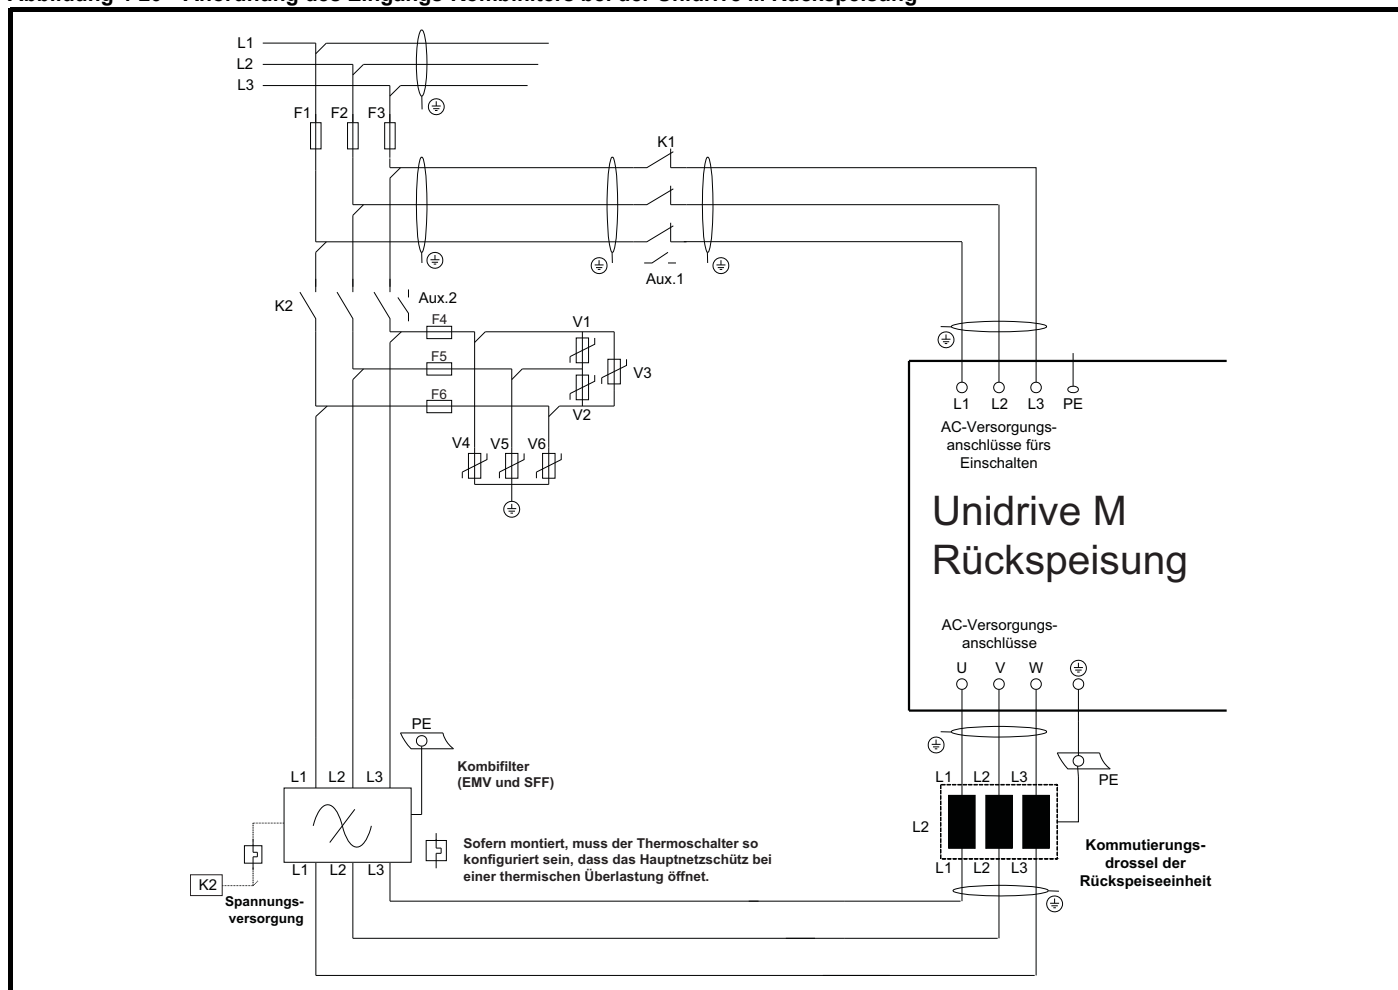 L1
L2
L3
F1 F2 F3
K1
Aux.1
K2
Aux.2
F4
F5
F6
V1
V3
V2
V4 V5 V6
L1 L2 L3 PE
AC-Versorgungs-
anschlüsse fürs
Einschalten
Unidrive M
Rückspeisung
AC-Versorgungs-
anschlüsse
U V W
PE
Kombifilter
(EMV und SFF)
L1 L2 L3
L1 L2 L3
PE
L2
Kommutierungs-
drossel der
Rückspeiseeinheit
L1 L2 L3
Sofern montiert, muss der Thermoschalter so
konfiguriert sein, dass das Hauptnetzschütz bei
einer thermischen Überlastung öffnet.
L1 L2 L3
K2
Spannungs-
versorgung